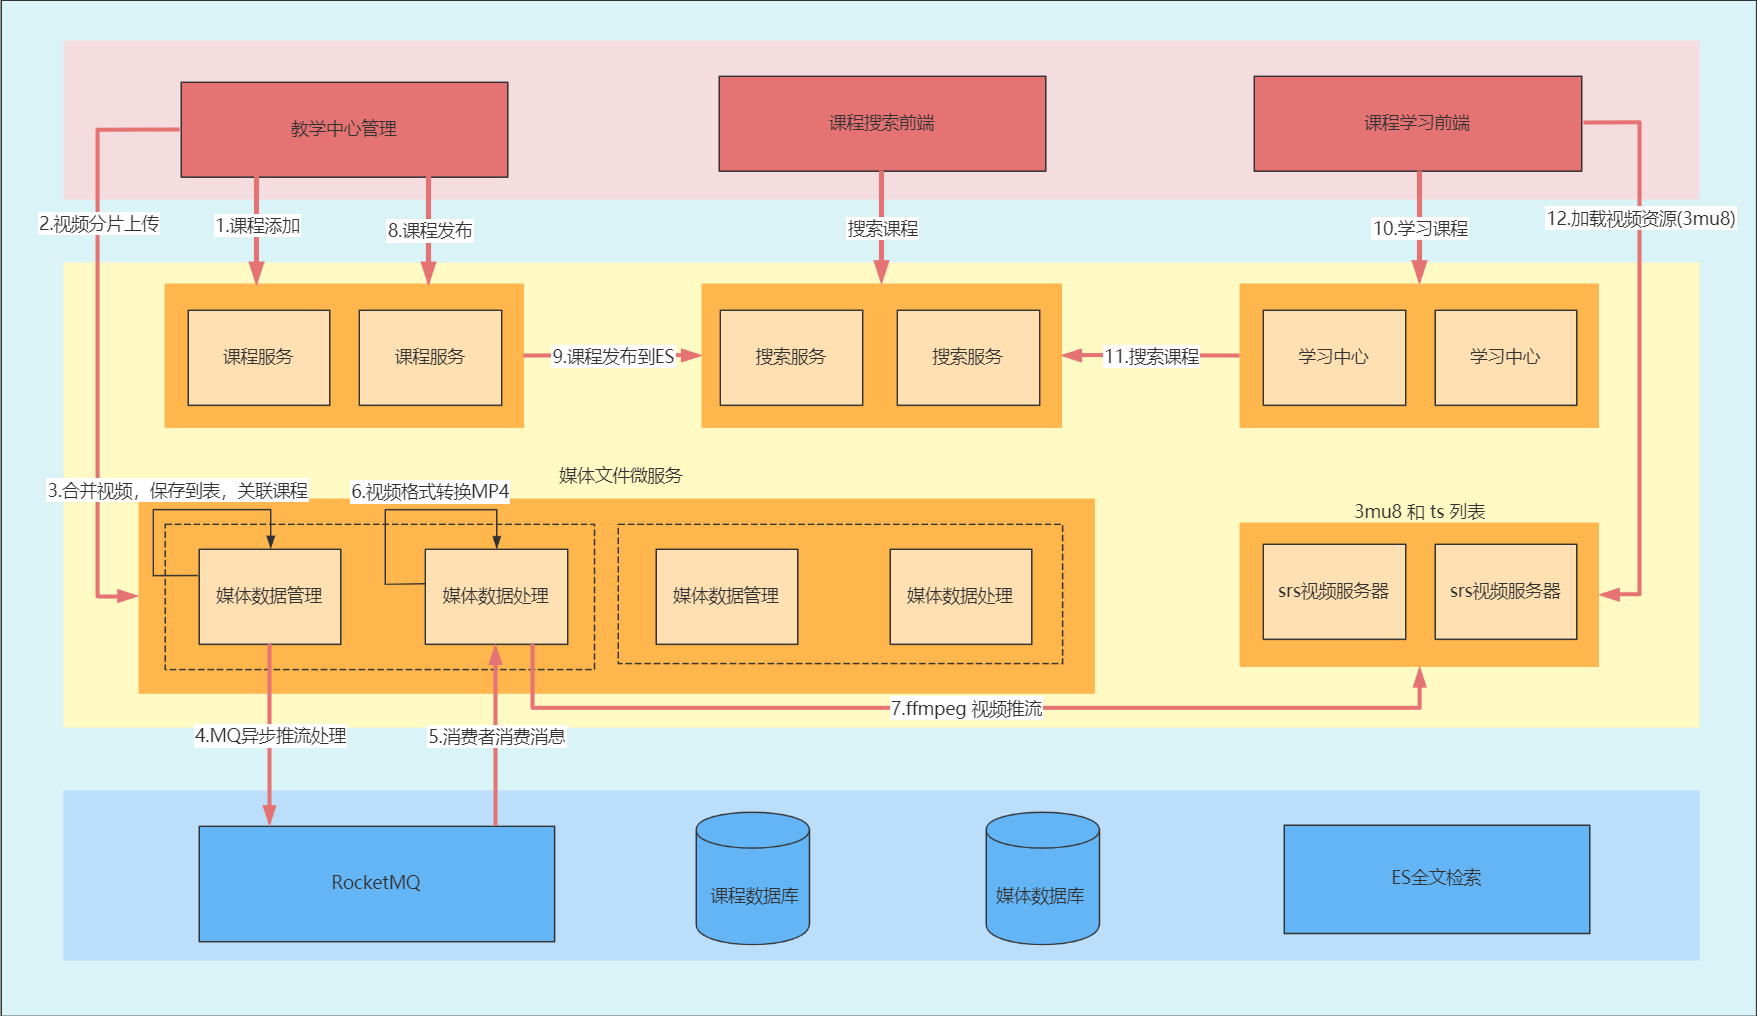 教学中心管理
课程搜索前端
课程学习前端
2.视频分片上传
1.课程添加
8.课程发布
搜索课程
10.学习课程
12.加载视频资源(3mu8)
课程服务
课程服务
9.课程发布到ES
搜索服务
搜索服务
11.搜索课程
学习中心
学习中心
媒体文件微服务
3.合并视频，保存到表，关联课程
6.视频格式转换MP4
3mu8 和 ts 列表
媒体数据管理
媒体数据处理
媒体数据管理
媒体数据处理
srs视频服务器
srs视频服务器
7.ffmpeg 视频推流
4.MQ异步推流处理
5.消费者消费消息
RocketMQ
课程数据库
媒体数据库
ES全文检索